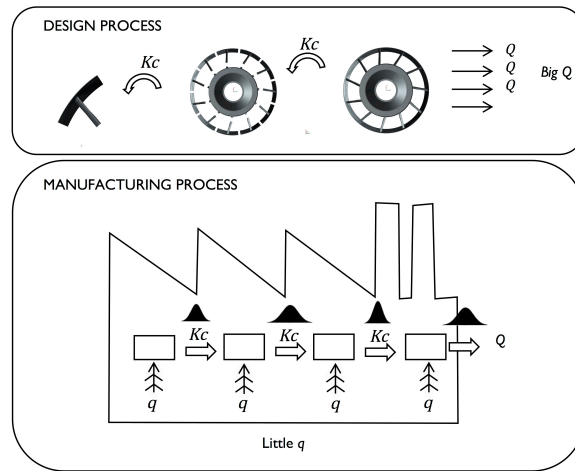 DESIGN PROCESS
Kc
Kc
Q
Q
Q
Big Q
MANUFACTURING PROCESS
Kc
Kc
Kc
Q
q
q
q
q
Little q